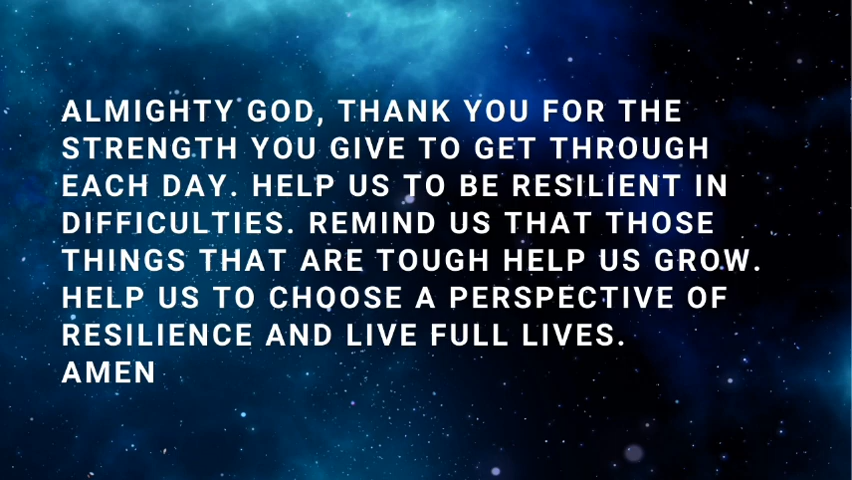 ALMIGHTY GOD, THANK YOU FOR THE
STRENGTH YOU GIVE TO GET THROUGH
EACH DAY. HELP US TO BE RESILIENT IN
DIFFICULTIES. REMIND US THAT THOSE
THINGS THAT ARE TOUGH HELP US GROW.
HELP US TO CHOOSE A PERSPECTIVE OF
RESILIENCE AND LIVE FULL LIVES.
AMEN